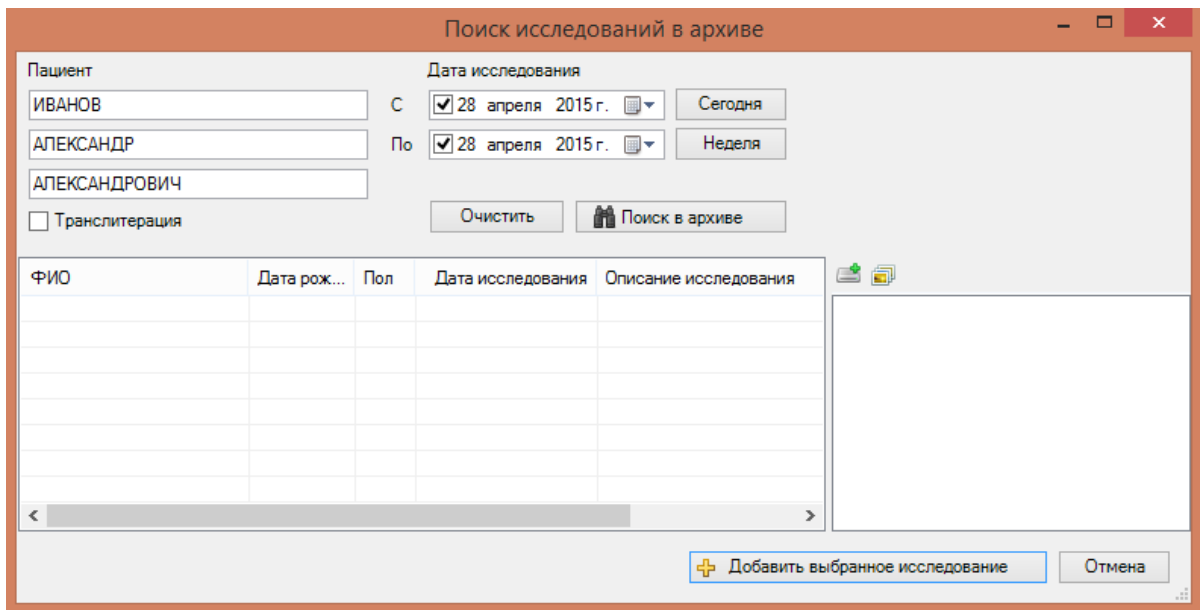 Поиск исследований в архиве
Пациент
Дата исследования
ИВАНОВ
С
28 апреля 2015 г.
Сегодня
АЛЕКСАНДР
По
28 апреля 2015 г.
Неделя
АЛЕКСАНДРОВИЧ
Транслитерация
Очистить
Поиск в архиве
ФИО
Дата рож...
Пол
Дата исследования
Описание исследования
Добавить выбранное исследование
Отмена